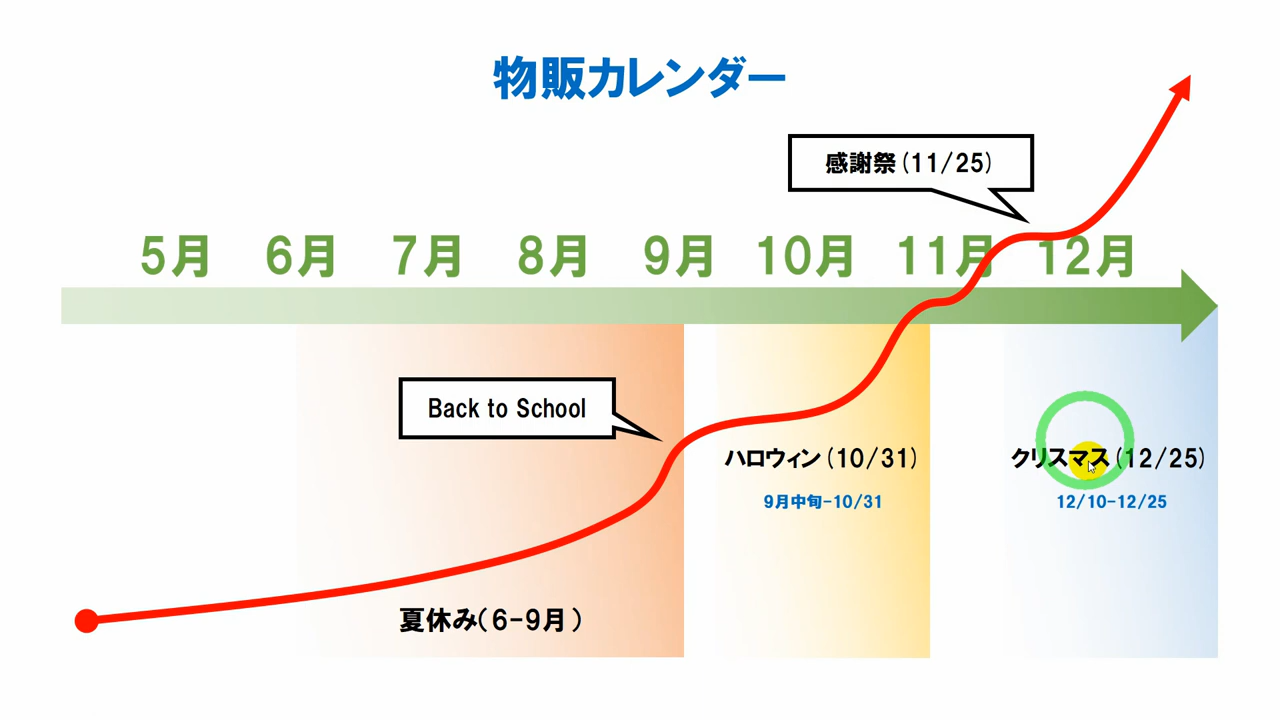 物販カレンダー
感謝祭(11/25)
5月 6月 7月 8月 9月 10月 11月 12月
Back to School
ハロウィン(10/31)
9月中旬-10/31
クリスマス(12/25)
12/10-12/25
夏休み(6-9月)